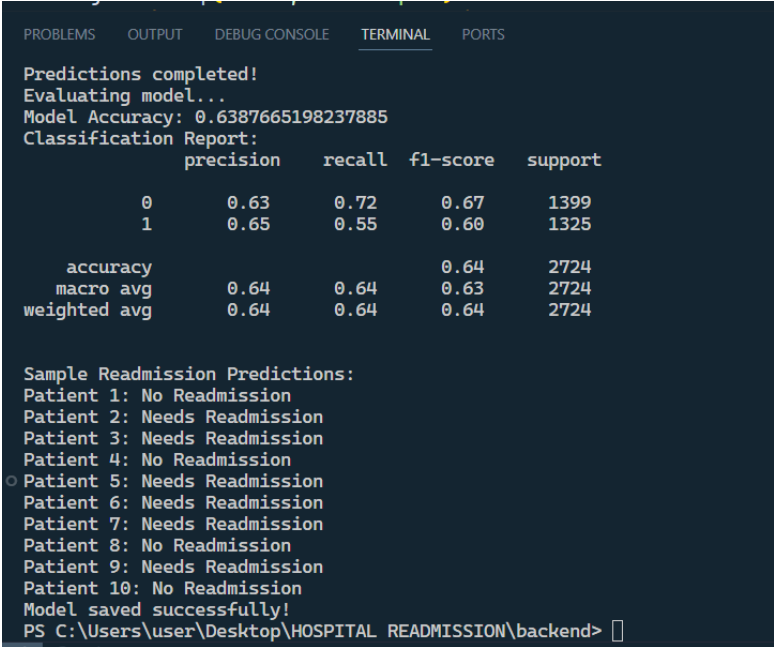 PROBLEMS OUTPUT DEBUG CONSOLE TERMINAL PORTS
Predictions completed!
Evaluating model...
Model Accuracy: 0.6387665198237885
Classification Report:
precision recall f1-score support
0 0.63 0.72 0.67 1399
1 0.65 0.55 0.60 1325
accuracy 0.64 2724
macro avg 0.64 0.64 0.63 2724
weighted avg 0.64 0.64 0.64 2724
Sample Readmission Predictions:
Patient 1: No Readmission
Patient 2: Needs Readmission
Patient 3: Needs Readmission
Patient 4: No Readmission
Patient 5: Needs Readmission
Patient 6: Needs Readmission
Patient 7: Needs Readmission
Patient 8: No Readmission
Patient 9: Needs Readmission
Patient 10: No Readmission
Model saved successfully!
PS C:\Users\user\Desktop\HOSPITAL READMISSION\backend>